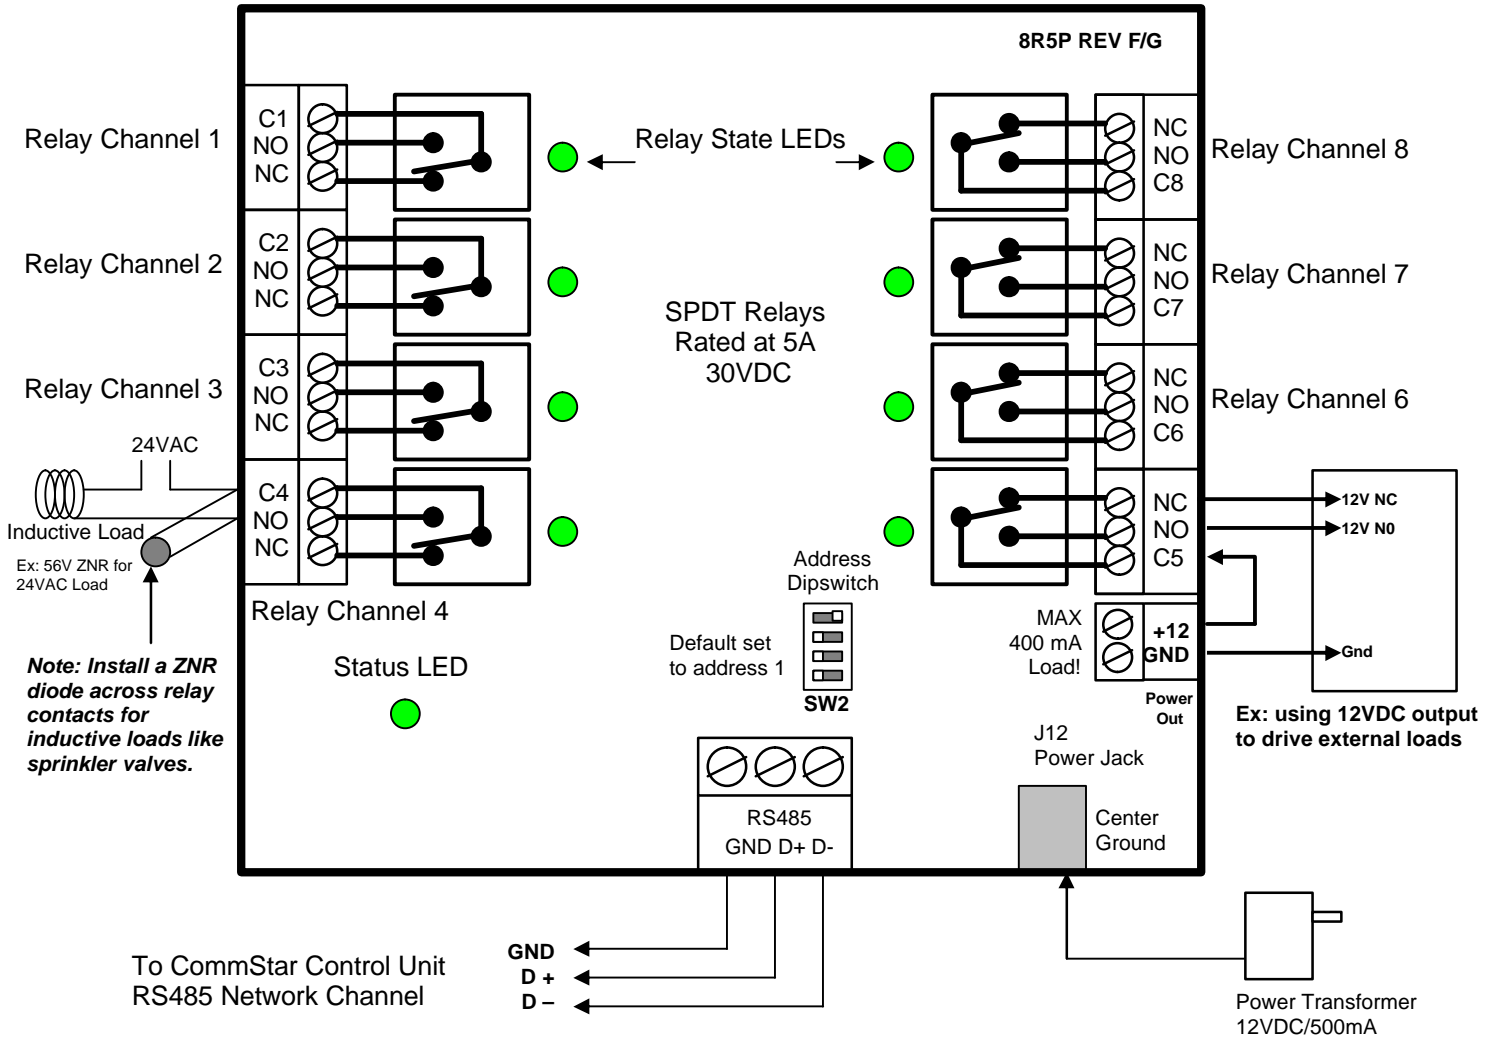 8R5P REV F/G
Relay Channel 1
C1
NO
NC
Relay State LEDs
NC
NO
C8
Relay Channel 8
Relay Channel 2
C2
NO
NC
SPDT Relays
Rated at 5A
30VDC
NC
NO
C7
Relay Channel 7
Relay Channel 3
C3
NO
NC
NC
NO
C6
Relay Channel 6
24VAC
Inductive Load
Ex: 56V ZNR for
24VAC Load
C4
NO
NC
Relay Channel 4
NC
NO
C5
12V NC
12V N0
Gnd
Note: Install a ZNR
diode across relay
contacts for
inductive loads like
sprinkler valves.
Status LED
Address
Dipswitch
Default set
to address 1
SW2
MAX
400 mA
Load!
+12
GND
Power
Out
Ex: using 12VDC output
to drive external loads
J12
Power Jack
Center
Ground
RS485
GND D+ D-
To CommStar Control Unit
RS485 Network Channel
GND
D +
D –
Power Transformer
12VDC/500mA